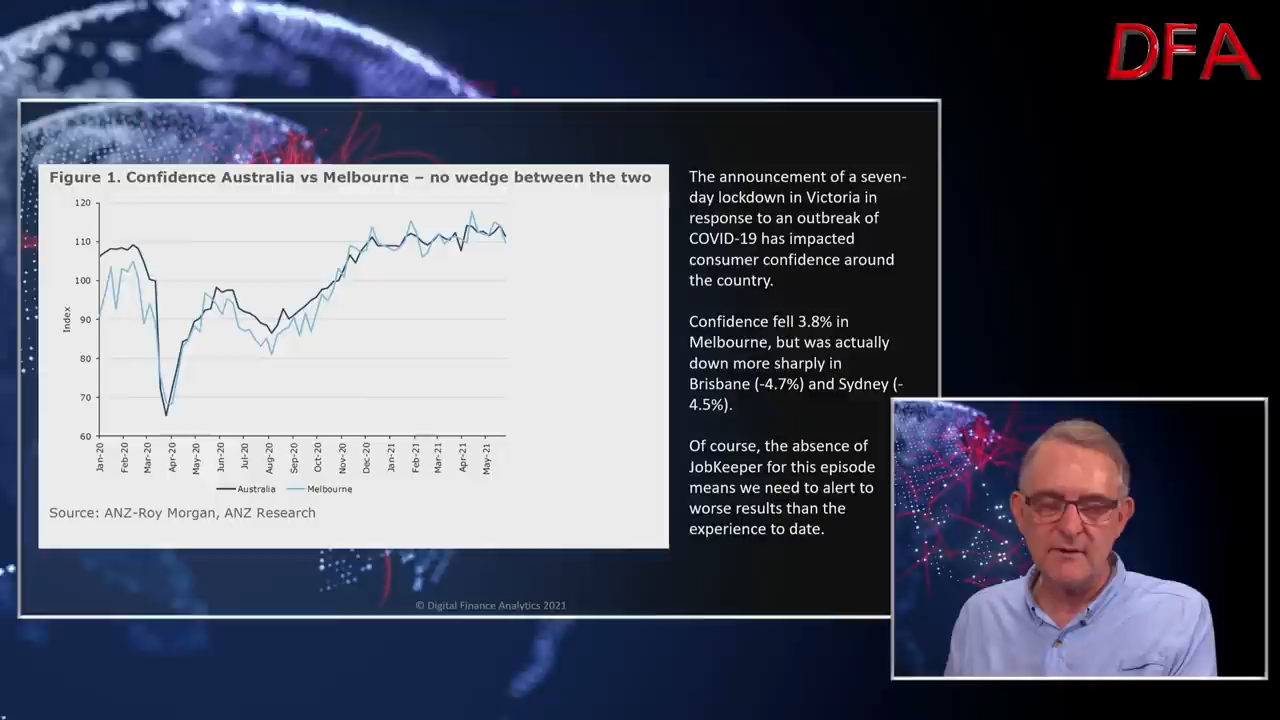 DFA
Figure 1. Confidence Australia vs Melbourne – no wedge between the two
120
110
100
90
80
70
60
Index
Jan-20
Feb-20
Mar-20
Apr-20
May-20
Jun-20
Jul-20
Aug-20
Sep-20
Oct-20
Nov-20
Dec-20
Jan-21
Feb-21
Mar-21
Apr-21
May-21
Australia
Melbourne
Source: ANZ-Roy Morgan, ANZ Research
The announcement of a seven-
day lockdown in Victoria in
response to an outbreak of
COVID-19 has impacted
consumer confidence around
the country.
Confidence fell 3.8% in
Melbourne, but was actually
down more sharply in
Brisbane (-4.7%) and Sydney (-
4.5%).
Of course, the absence of
JobKeeper for this episode
means we need to alert to
worse results than the
experience to date.
© Digital Finance Analytics 2021